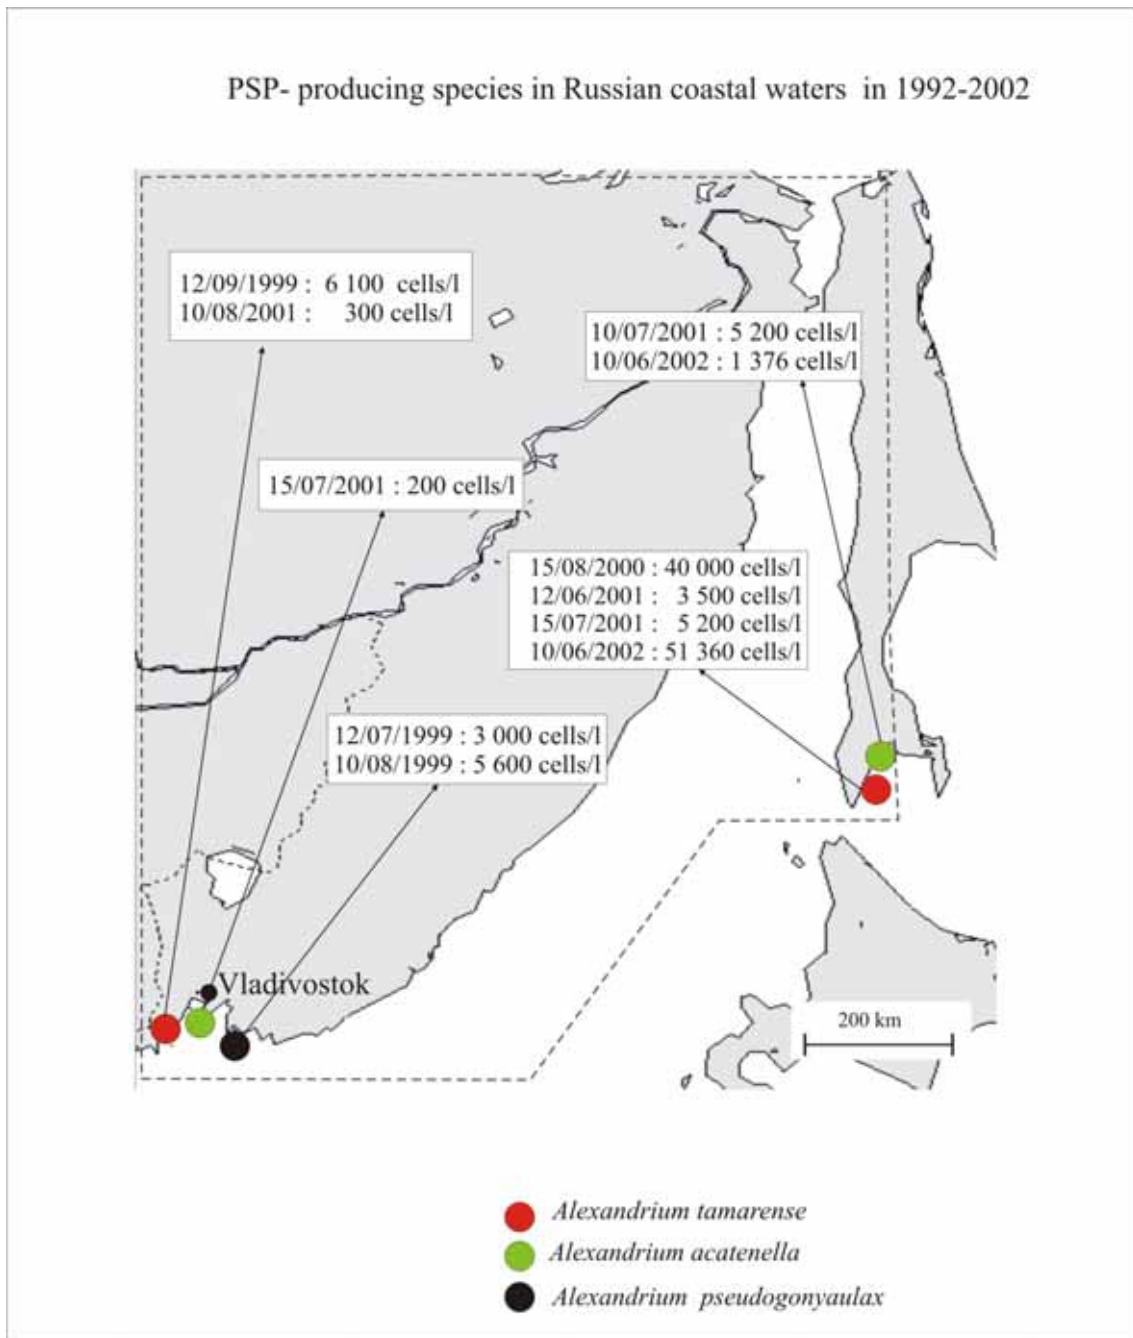 PSP- producing species in Russian coastal waters in 1992-2002
12/09/1999 : 6 100 cells/l
10/08/2001 : 300 cells/l
10/07/2001 : 5 200 cells/l
10/06/2002 : 1 376 cells/l
15/07/2001 : 200 cells/l
15/08/2000 : 40 000 cells/l
12/06/2001 : 3 500 cells/l
15/07/2001 : 5 200 cells/l
10/06/2002 : 51 360 cells/l
12/07/1999 : 3 000 cells/l
10/08/1999 : 5 600 cells/l
Vladivostok
200 km
Alexandrium tamarense
Alexandrium acatenella
Alexandrium pseudogonyaulax